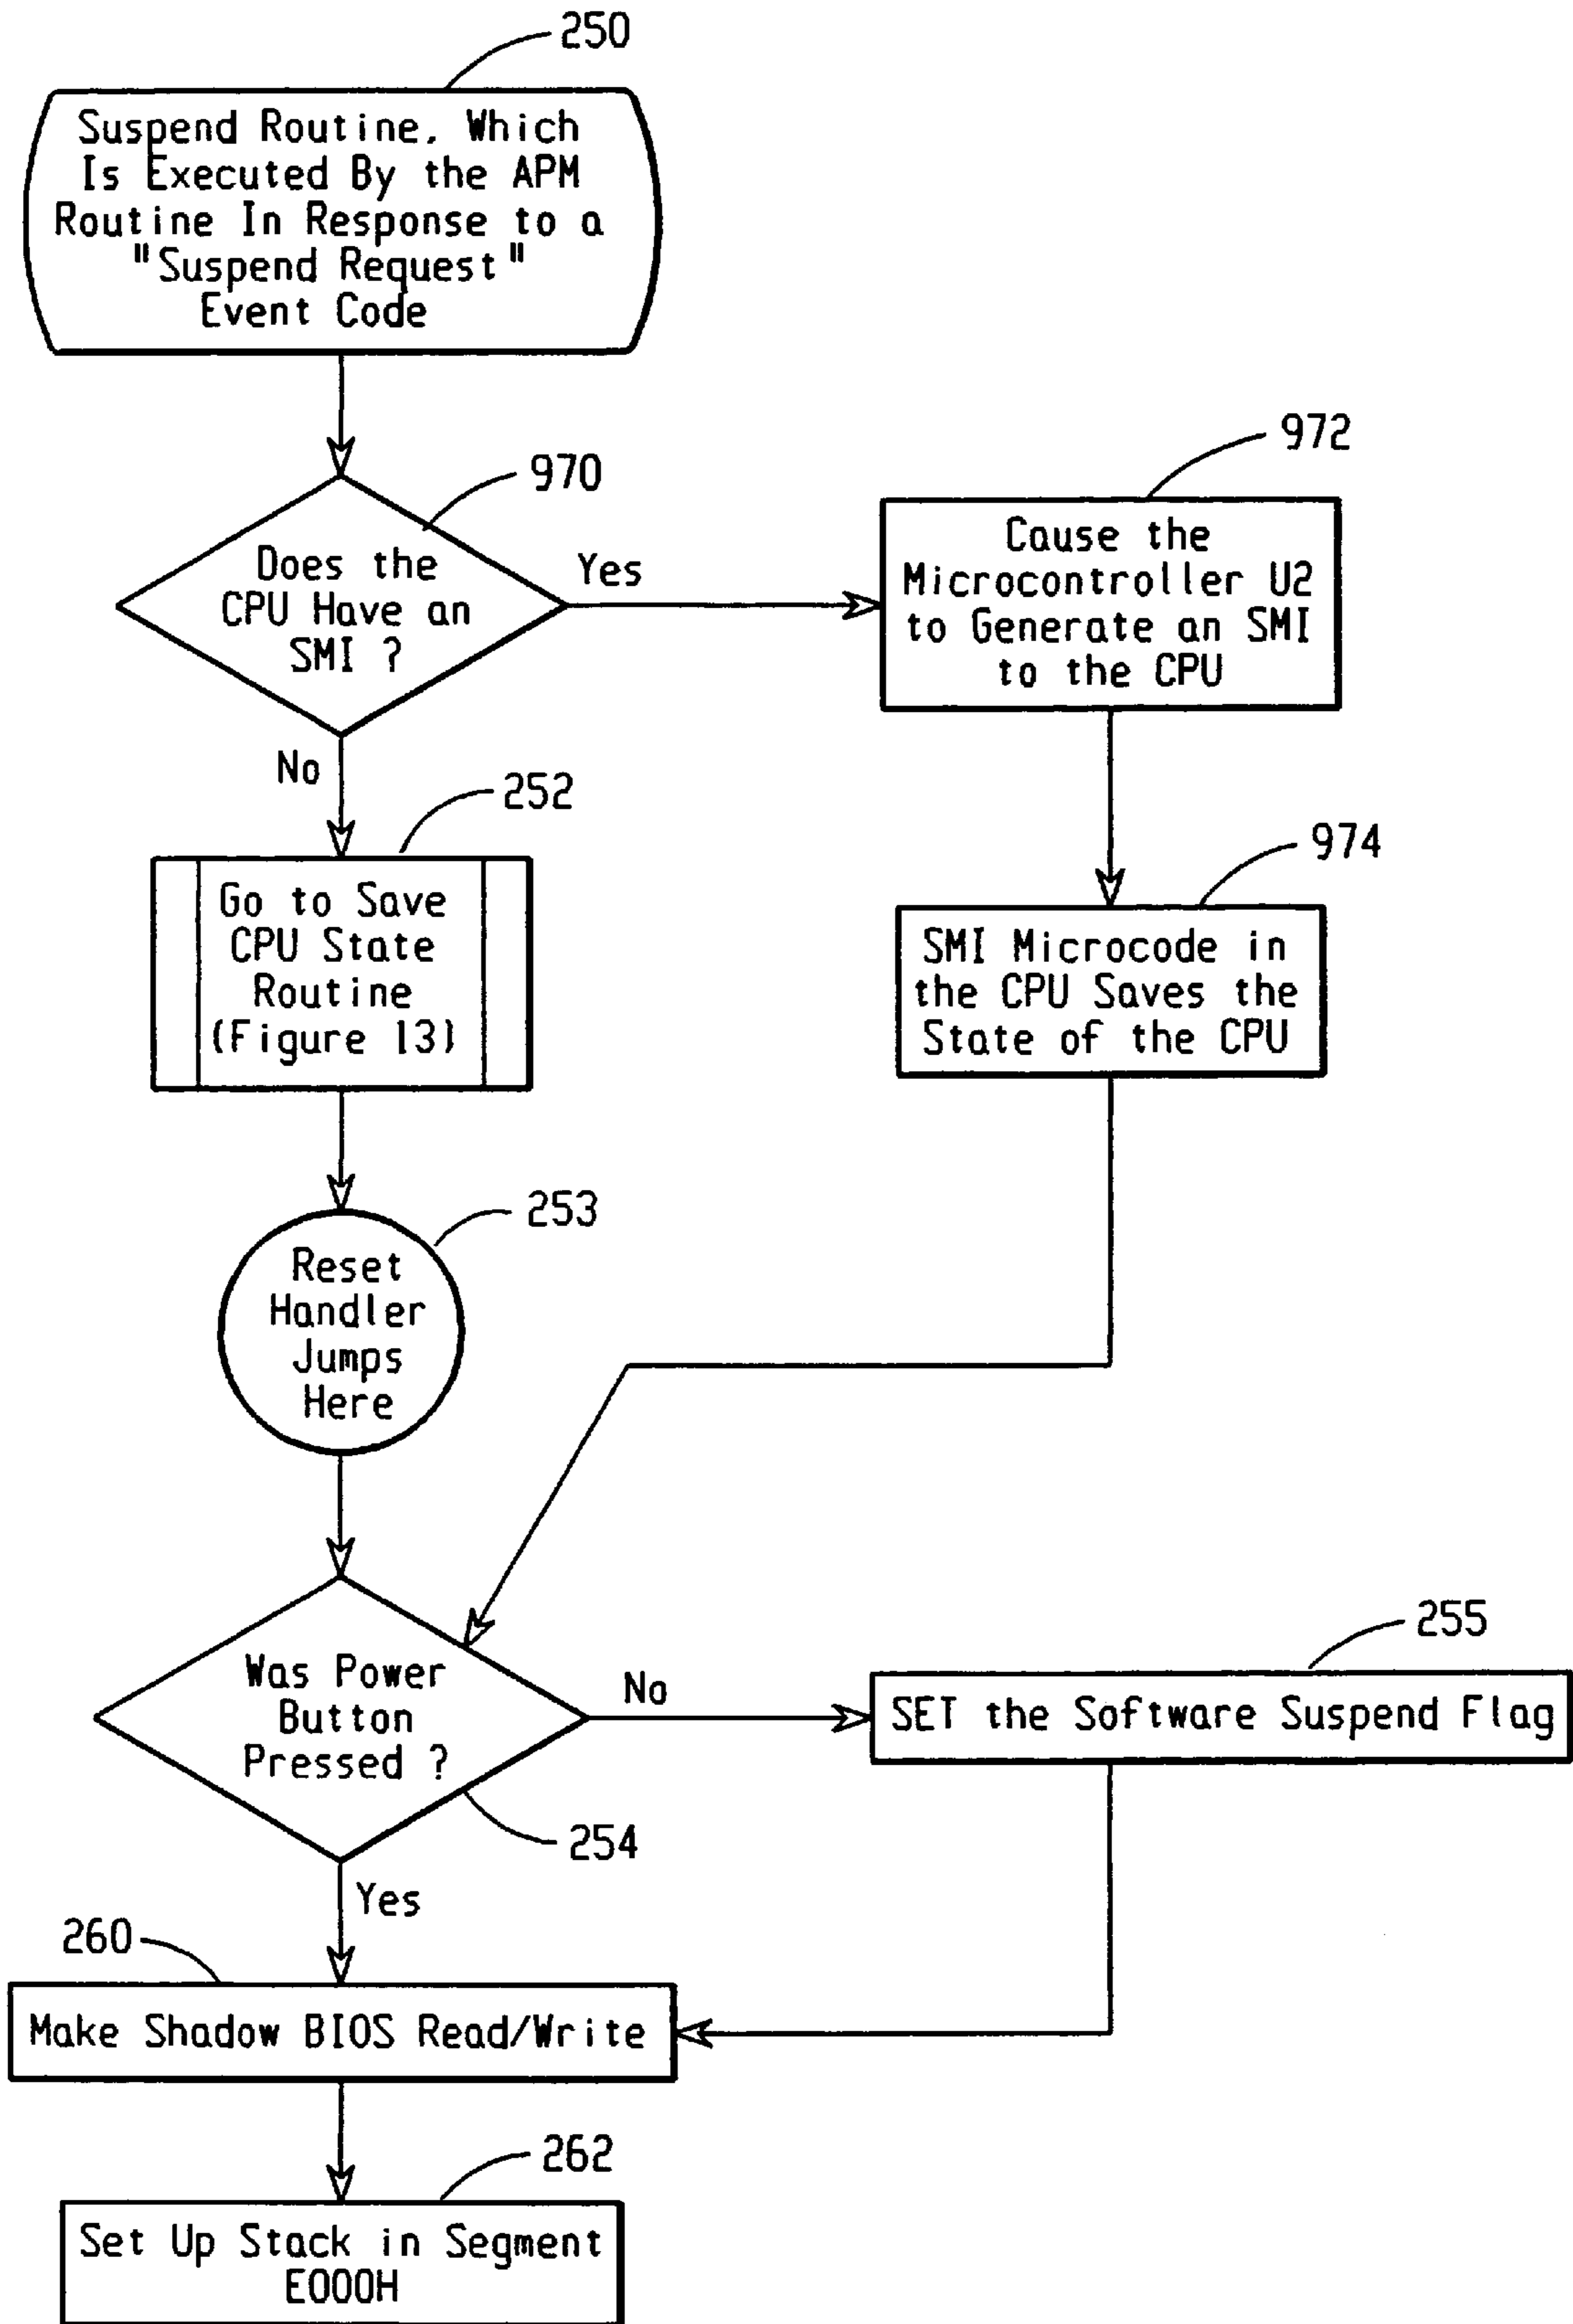 250
Suspend Routine, Which
Is Executed By the APM
Routine In Response to a
"Suspend Request"
Event Code
970
Does the
CPU Have an
SMI ?
Yes
972
Cause the
Microcontroller U2
to Generate an SMI
to the CPU
No
252
Go to Save
CPU State
Routine
(Figure 13)
974
SMI Microcode in
the CPU Saves the
State of the CPU
253
Reset
Handler
Jumps
Here
Was Power
Button
Pressed ?
254
No
255
SET the Software Suspend Flag
Yes
260
Make Shadow BIOS Read/Write
262
Set Up Stack in Segment
E000H